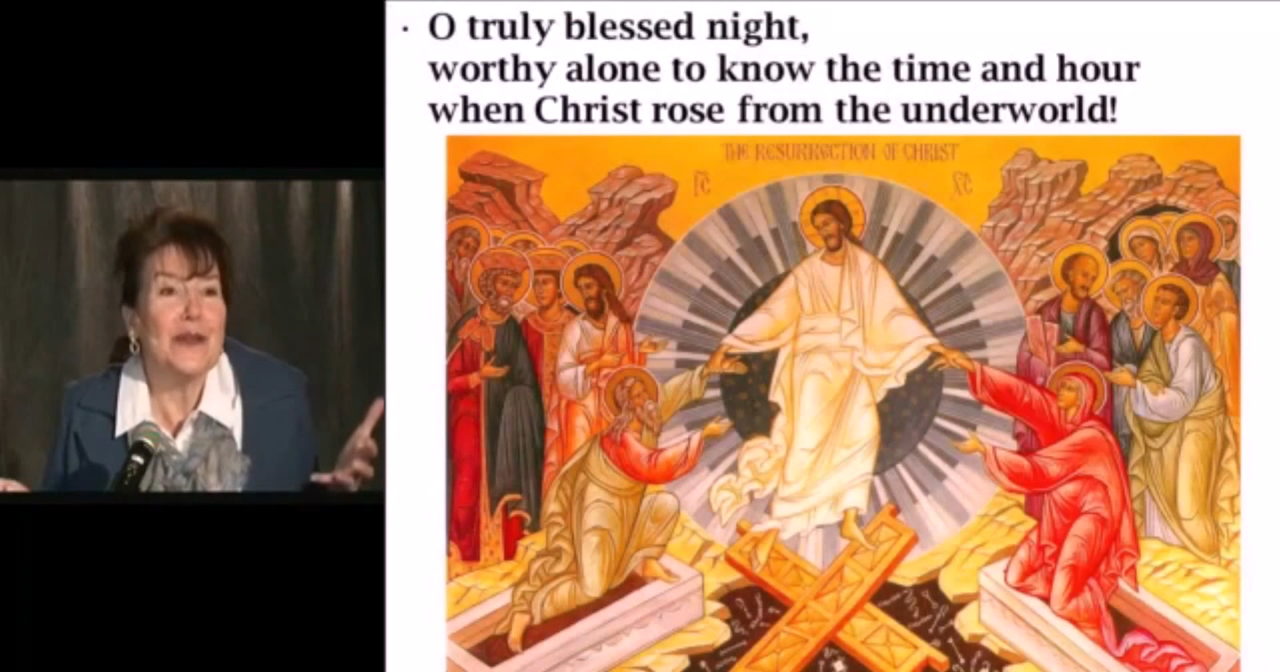 · O truly blessed night,
worthy alone to know the time and hour
when Christ rose from the underworld!
THE RESURRECTION OF CHRIST
IC XC